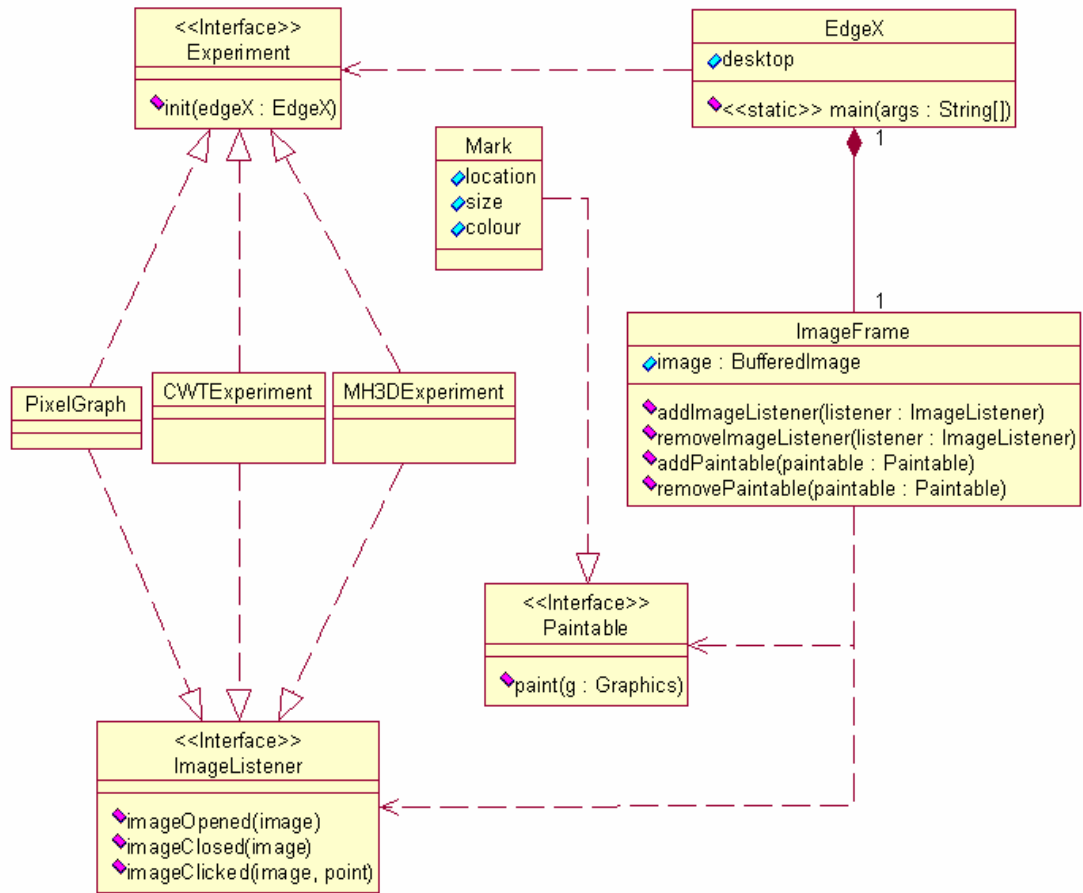 <<Interface>>
Experiment
init(edgeX : EdgeX)
EdgeX
desktop
<<static>> main(args : String[])
1
Mark
location
size
colour
1
ImageFrame
image : BufferedImage
addImageListener(listener : ImageListener)
removeImageListener(listener : ImageListener)
addPaintable(paintable : Paintable)
removePaintable(paintable : Paintable)
PixelGraph
CWTExperiment
MH3DExperiment
<<Interface>>
Paintable
paint(g : Graphics)
<<Interface>>
ImageListener
imageOpened(image)
imageClosed(image)
imageClicked(image, point)